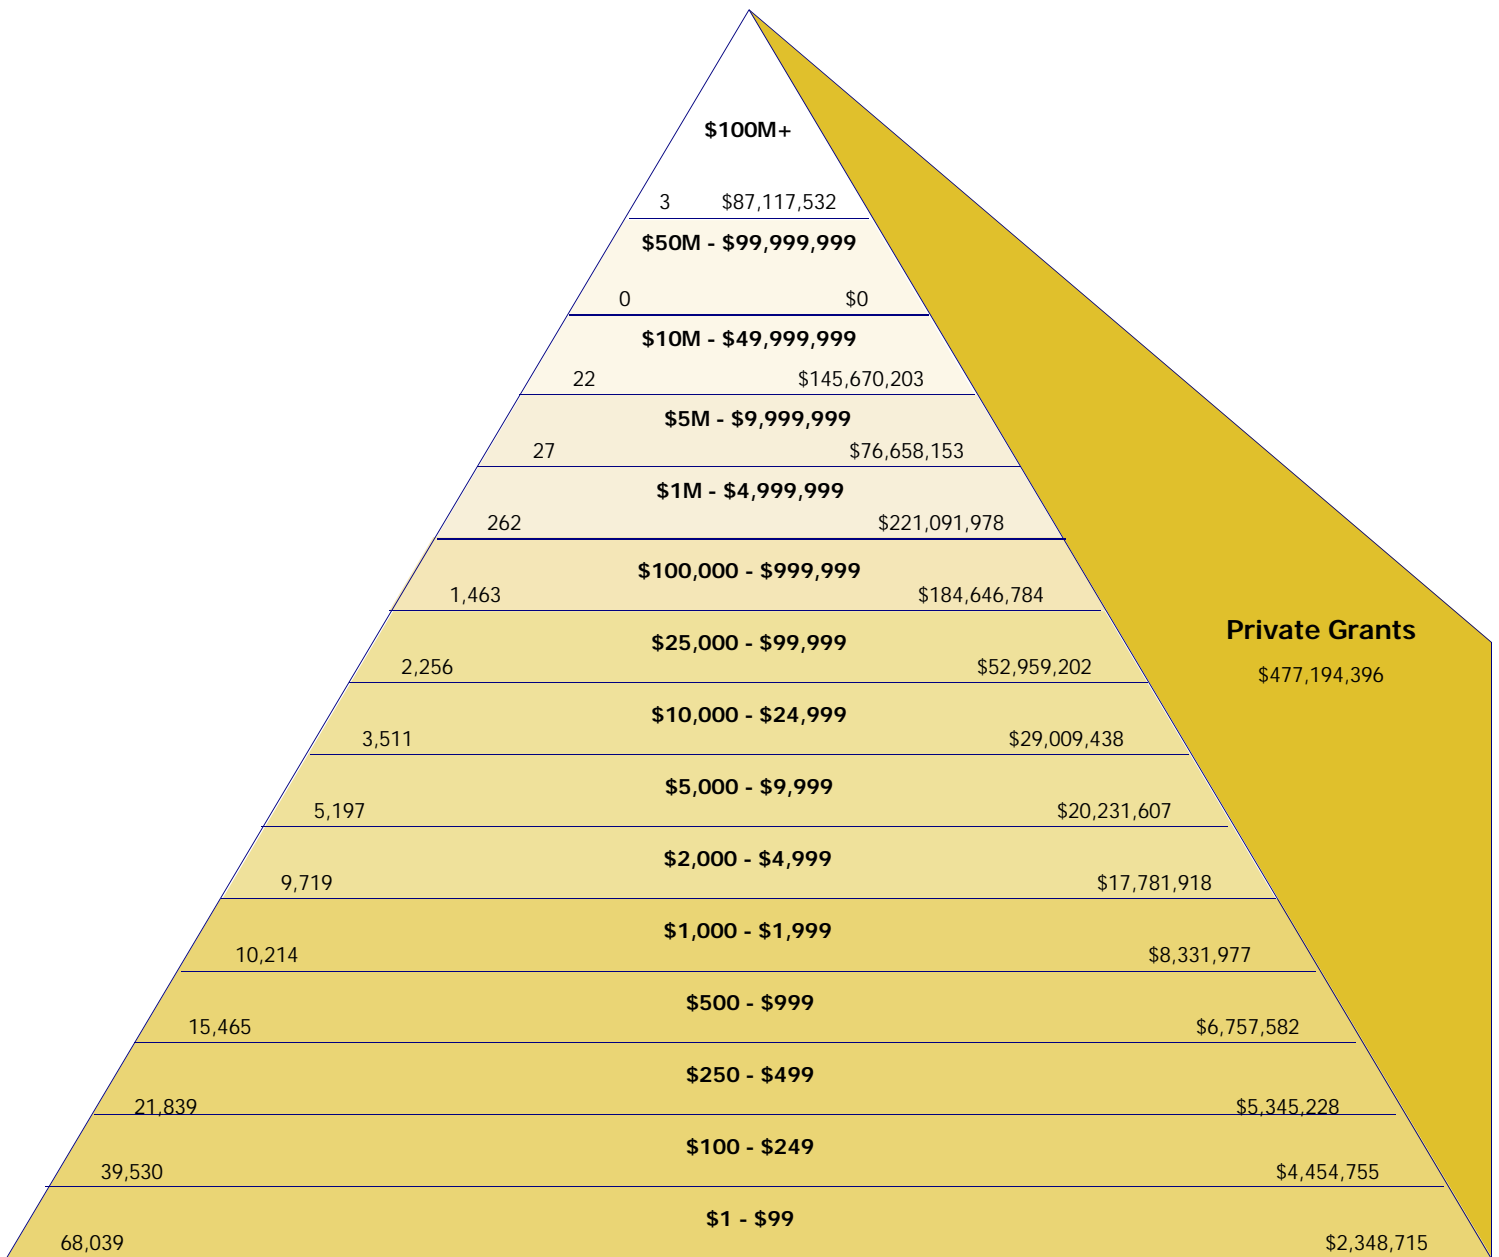 $100M+
3 $87,117,532
$50M - $99,999,999
0 $0
$10M - $49,999,999
22 $145,670,203
$5M - $9,999,999
27 $76,658,153
$1M - $4,999,999
262 $221,091,978
$100,000 - $999,999
1,463 $184,646,784
$25,000 - $99,999
2,256 $52,959,202
$10,000 - $24,999
3,511 $29,009,438
$5,000 - $9,999
5,197 $20,231,607
$2,000 - $4,999
9,719 $17,781,918
$1,000 - $1,999
10,214 $8,331,977
$500 - $999
15,465 $6,757,582
$250 - $499
21,839 $5,345,228
$100 - $249
39,530 $4,454,755
$1 - $99
68,039 $2,348,715
Private Grants
$477,194,396